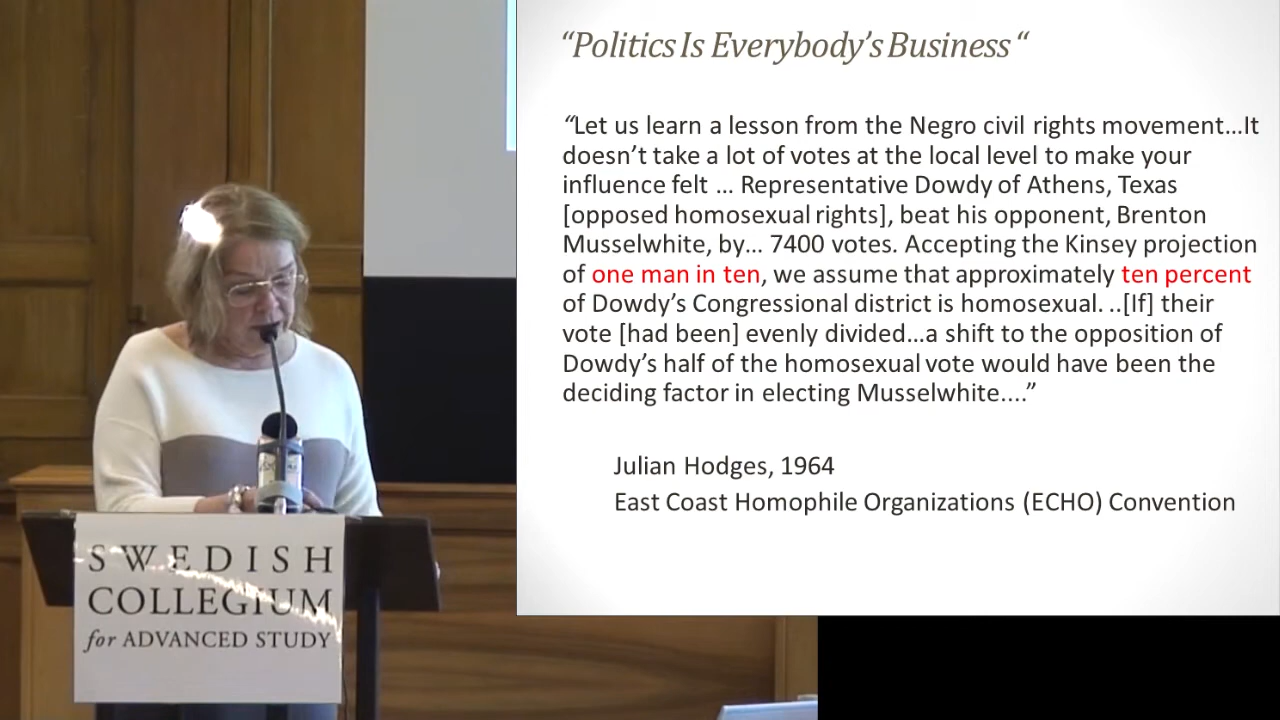 “Politics Is Everybody’s Business “
“Let us learn a lesson from the Negro civil rights movement…It
doesn’t take a lot of votes at the local level to make your
influence felt … Representative Dowdy of Athens, Texas
[opposed homosexual rights], beat his opponent, Brenton
Musselwhite, by… 7400 votes. Accepting the Kinsey projection
of one man in ten, we assume that approximately ten percent
of Dowdy’s Congressional district is homosexual. ..[If] their
vote [had been] evenly divided…a shift to the opposition of
Dowdy’s half of the homosexual vote would have been the
deciding factor in electing Musselwhite....”
Julian Hodges, 1964
East Coast Homophile Organizations (ECHO) Convention
SWEDISH
COLLEGIUM
for ADVANCED STUDY